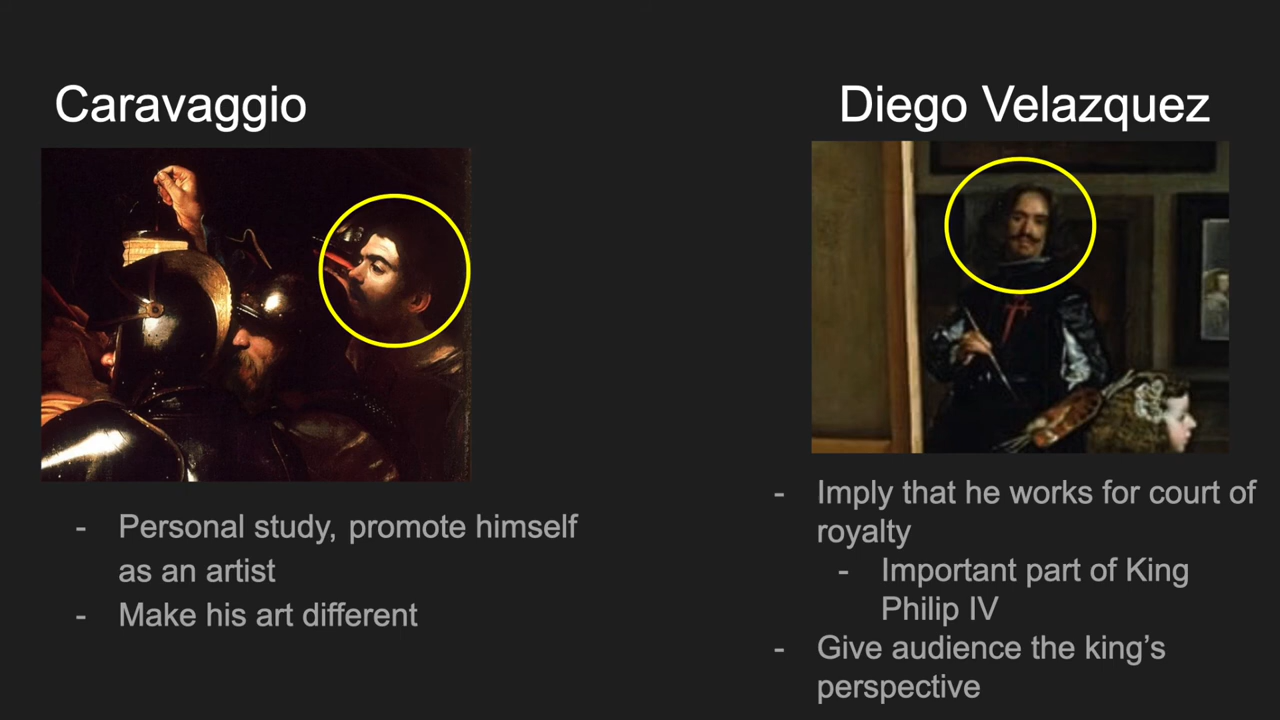 Caravaggio
- Personal study, promote himself
as an artist
- Make his art different
Diego Velazquez
- Imply that he works for court of
royalty
- Important part of King
Philip IV
- Give audience the king’s
perspective